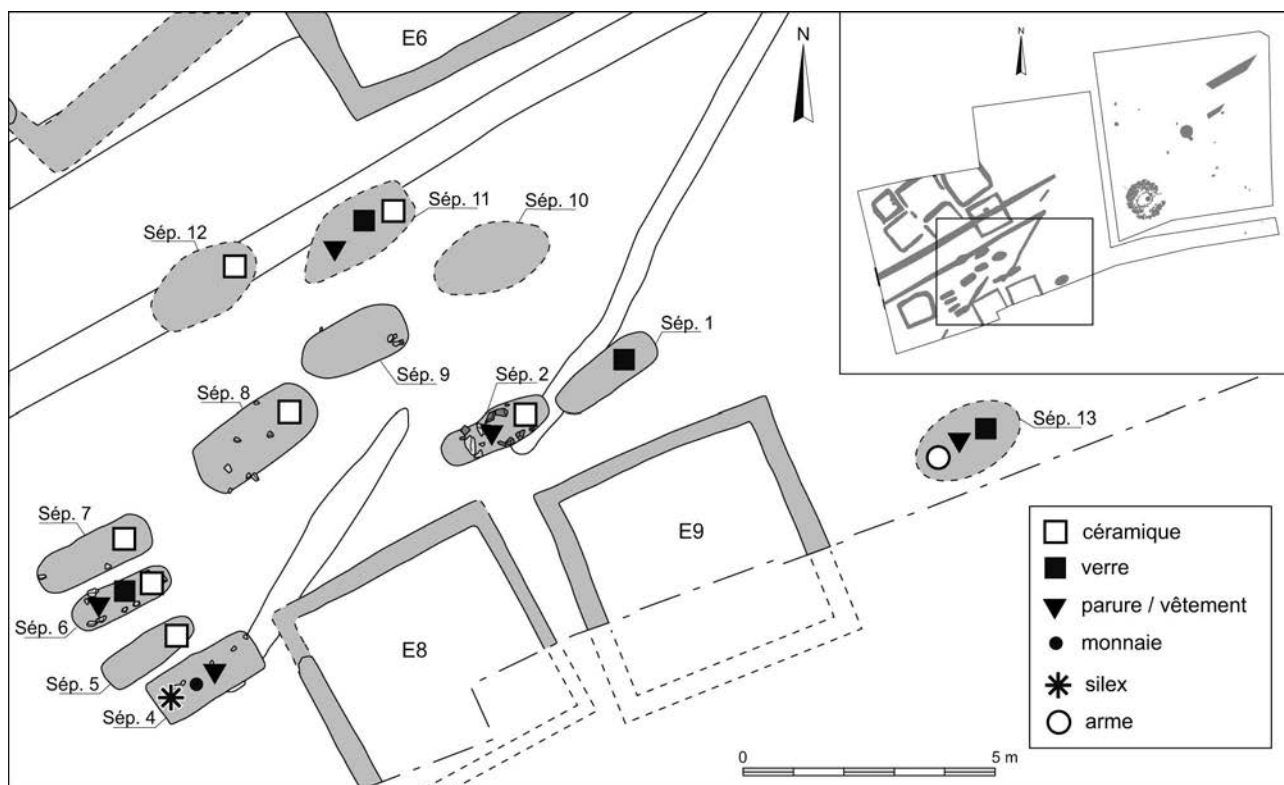 E6
N
N
Sép. 11
Sép. 10
Sép. 12
Sép. 1
Sép. 9
Sép. 2
Sép. 8
Sép. 13
Sép. 7
E9
céramique
verre
parure / vêtement
Sép. 6
E8
monnaie
Sép. 5
silex
Sép. 4
arme
0
5 m